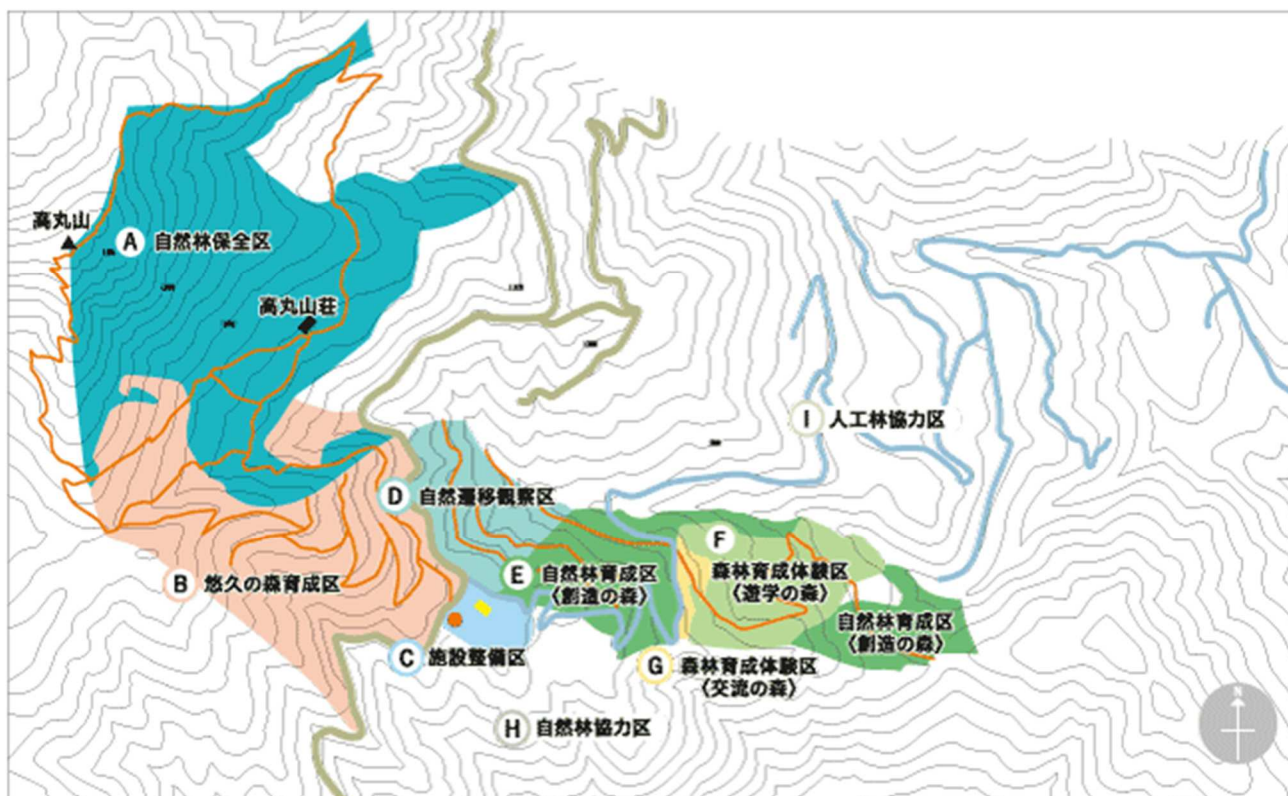 高丸山
A 自然林保全区
高丸山荘
I 人工林協力区
D 自然遷移観察区
F
森林育成体験区
〈遊学の森〉
E 自然林育成区
〈創造の森〉
B 悠久の森育成区
自然林育成区
〈創造の森〉
C 施設整備区
G 森林育成体験区
〈交流の森〉
H 自然林協力区
N